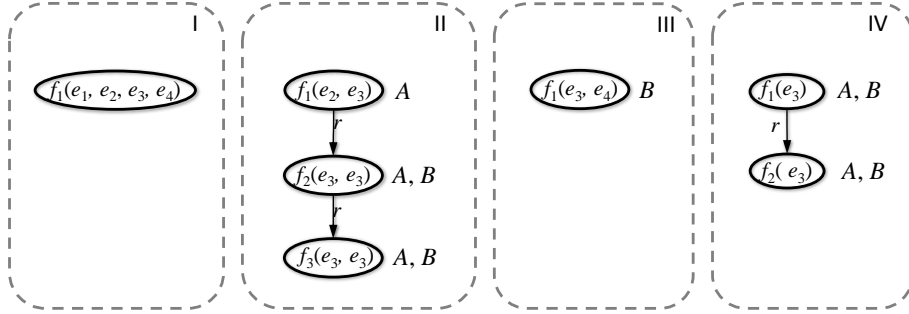 I
II
III
IV
f₁(e₁, e₂, e₃, e₄)
f₁(e₂, e₃) A
f₁(e₃, e₄) B
f₁(e₃) A, B
r
r
f₂(e₃, e₃) A, B
f₂( e₃) A, B
r
f₃(e₃, e₃) A, B